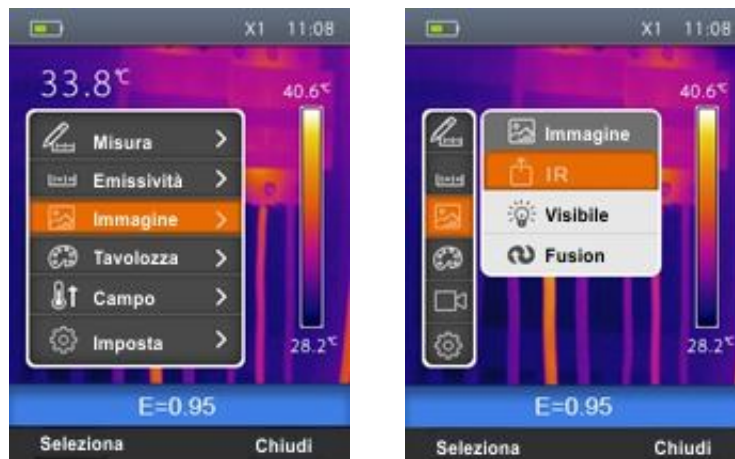 X1 11:08
33.8℃
40.6℃
Misura
Emissività
Immagine
Tavolozza
Campo
Imposta
28.2℃
E=0.95
Seleziona Chiudi
X1 11:08
40.6℃
Immagine
IR
Visibile
Fusion
28.2℃
E=0.95
Seleziona Chiudi